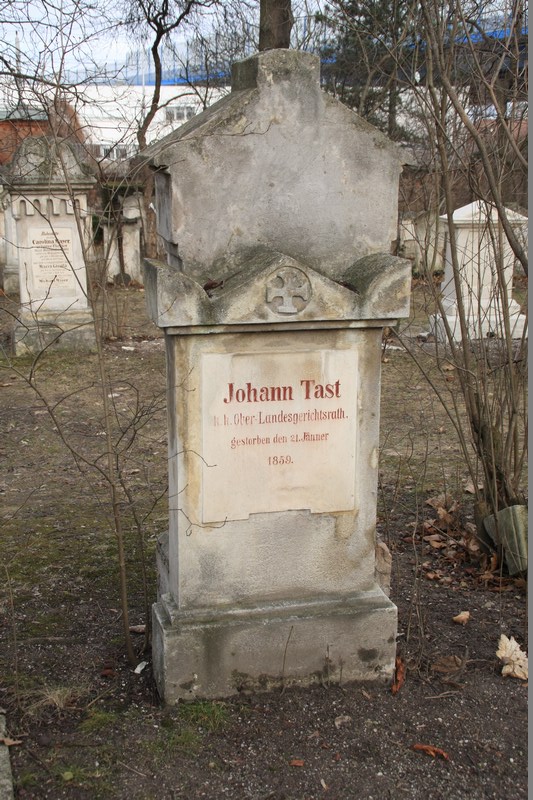 Johann Tast
k. k. Ober-Landesgerichtsrath.
gestorben den 21. Jänner
1859.